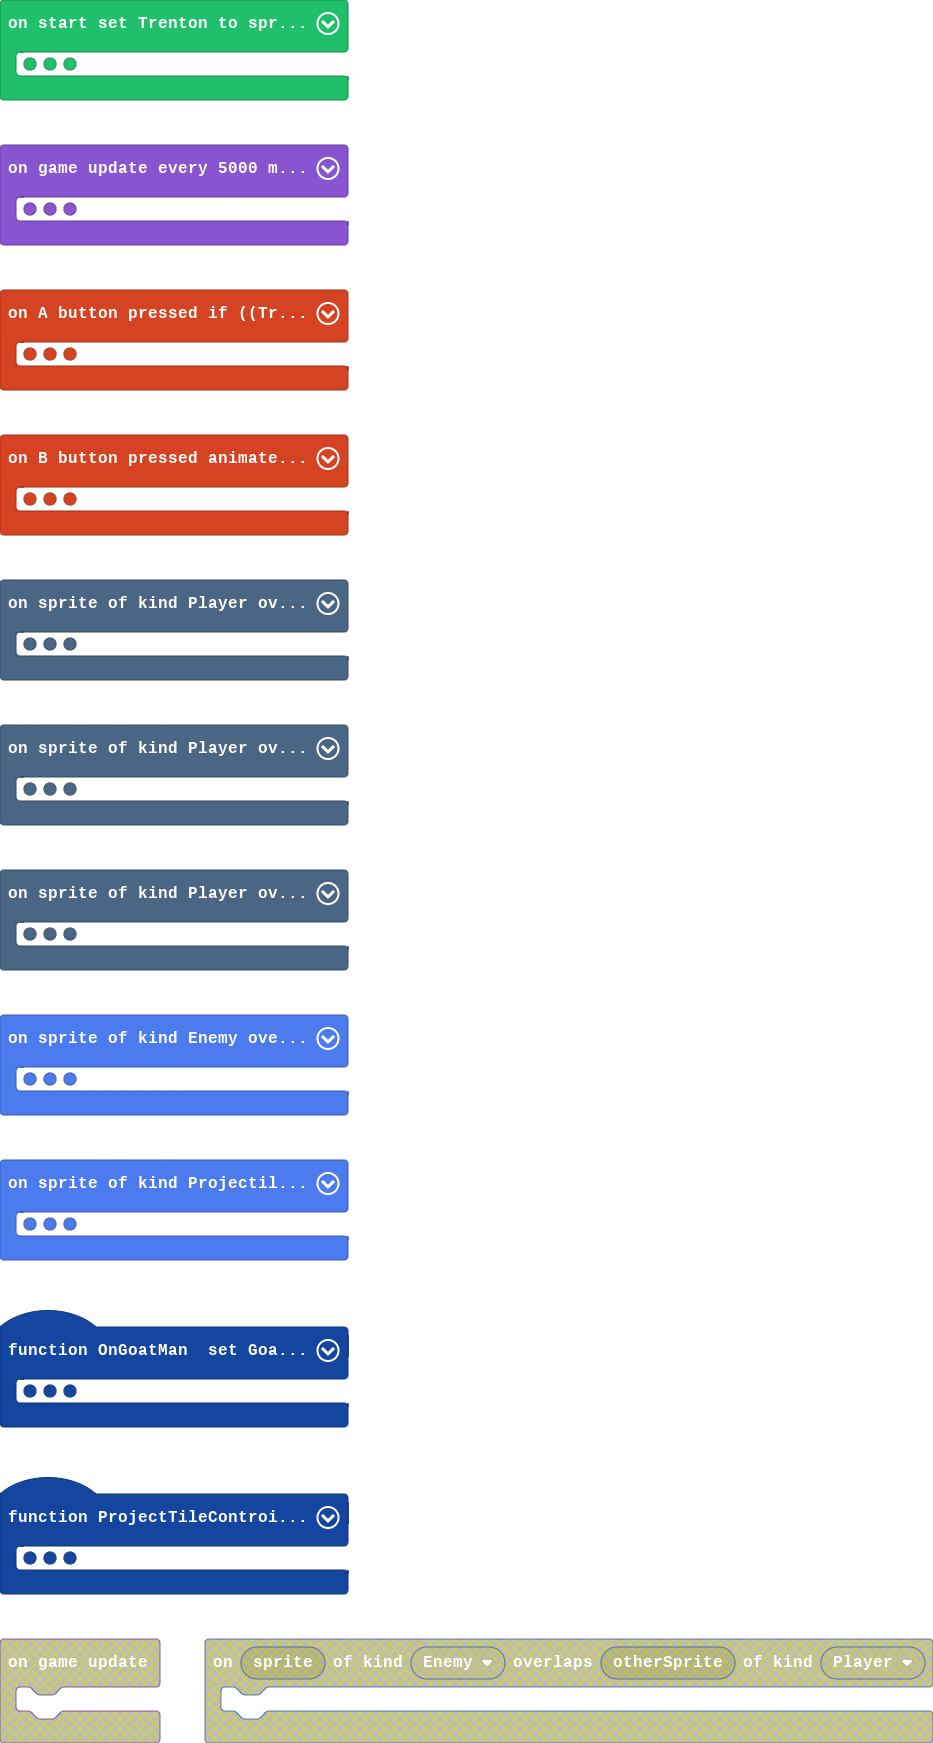 on start set Trenton to spr...
on game update every 5000 m...
on A button pressed if ((Tr...
on B button pressed animate...
on sprite of kind Player ov...
on sprite of kind Player ov...
on sprite of kind Player ov...
on sprite of kind Enemy ove...
on sprite of kind Projectil...
function OnGoatMan  set Goa...
function ProjectTileControi...
on game update
on sprite of kind Enemy overlaps otherSprite of kind Player